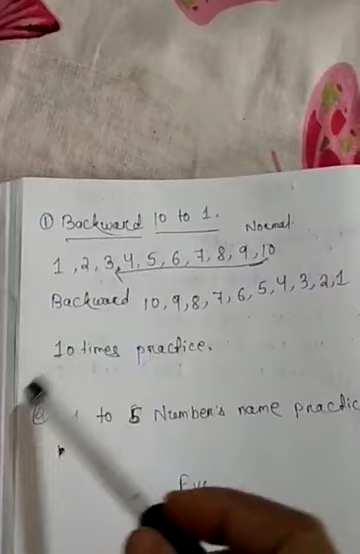 ① Backward 10 to 1.
Normal.
1, 2, 3, 4, 5, 6, 7, 8, 9, 10
Backward 10, 9, 8, 7, 6, 5, 4, 3, 2, 1
10 times practice.
to 5 Number's name practic